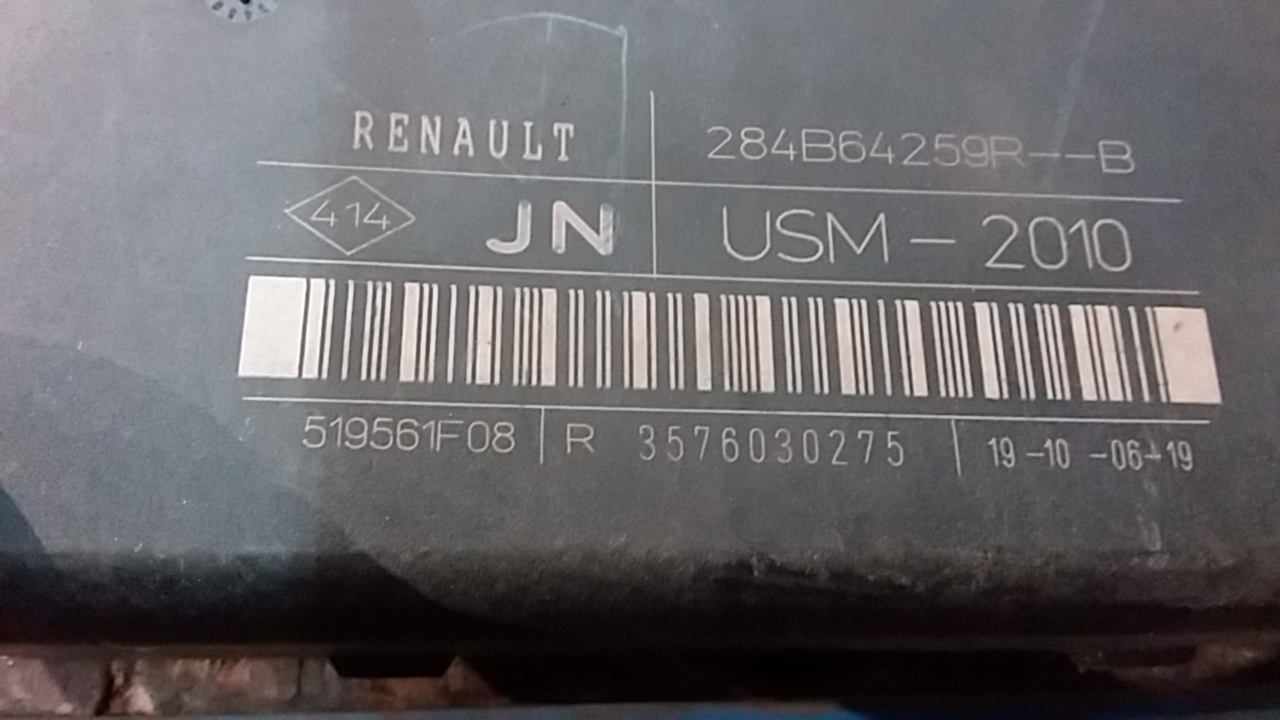 RENAULT 284B64259R--B
414 JN USM - 2010
519561F08 R 3576030275 19-10 -06-19